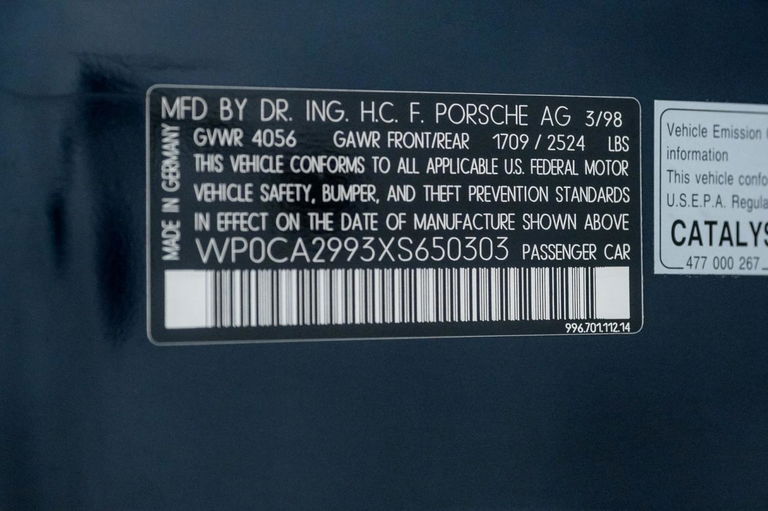 MFD BY DR. ING. H.C. F. PORSCHE AG 3/98
GVWR 4056 GAWR FRONT/REAR 1709 / 2524 LBS
THIS VEHICLE CONFORMS TO ALL APPLICABLE U.S. FEDERAL MOTOR
VEHICLE SAFETY, BUMPER, AND THEFT PREVENTION STANDARDS
IN EFFECT ON THE DATE OF MANUFACTURE SHOWN ABOVE
WP0CA2993XS650303 PASSENGER CAR
996.701.112.14
MADE IN GERMANY
Vehicle Emission
information
This vehicle confo
U.S.E.P.A. Regula
CATALYS
477 000 267